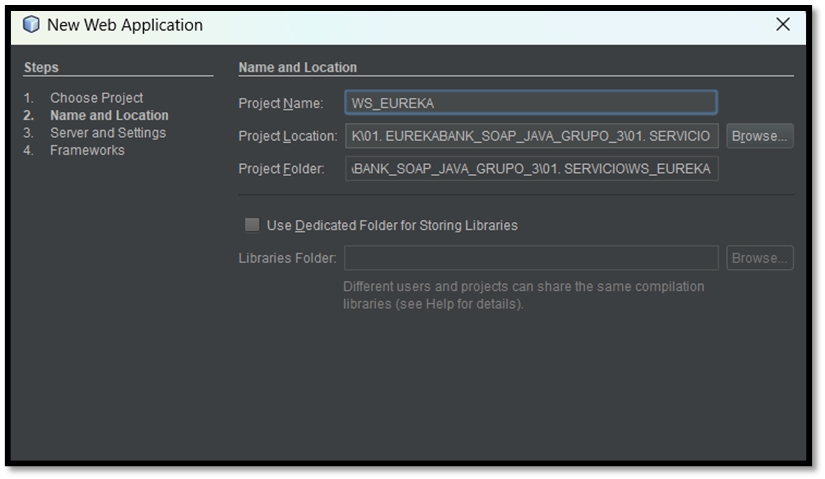 New Web Application
Steps
1. Choose Project
2. Name and Location
3. Server and Settings
4. Frameworks
Name and Location
Project Name: WS_EUREKA
Project Location: K\01. EUREKABANK_SOAP_JAVA_GRUPO_3\01. SERVICIO Browse...
Project Folder: \BANK_SOAP_JAVA_GRUPO_3\01. SERVICIO\WS_EUREKA
Use Dedicated Folder for Storing Libraries
Libraries Folder: Browse...
Different users and projects can share the same compilation
libraries (see Help for details).